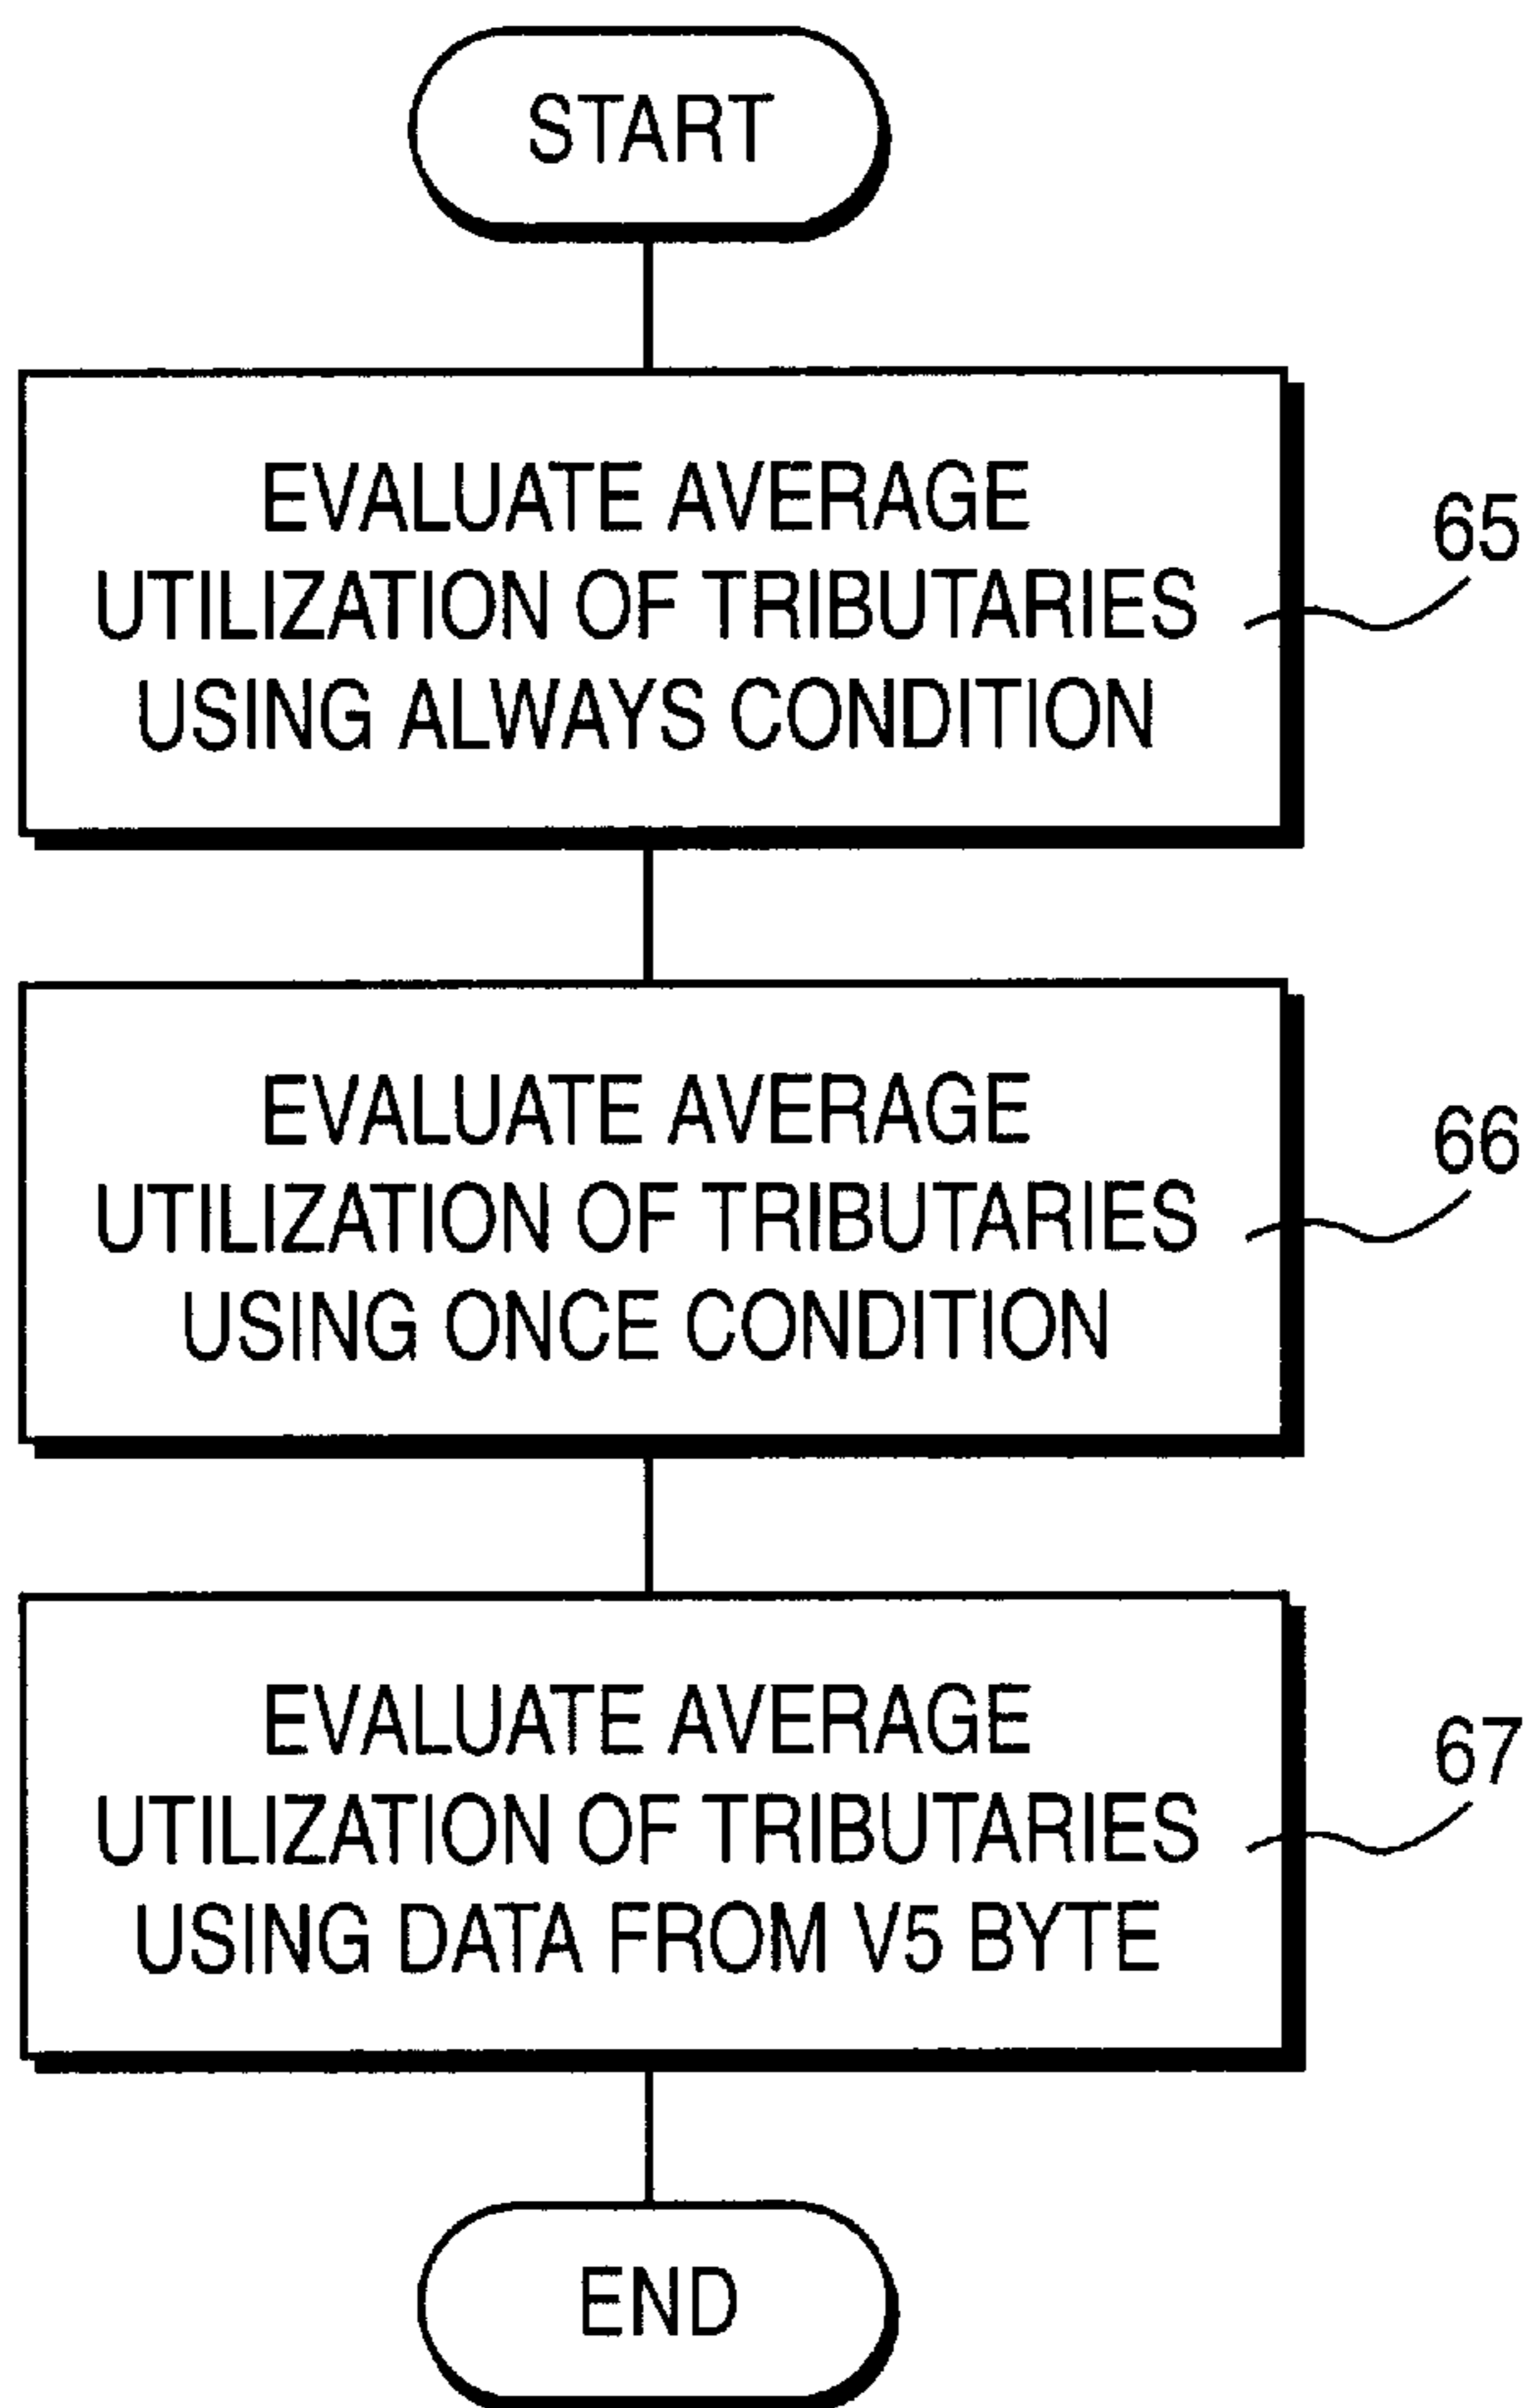 START
EVALUATE AVERAGE
UTILIZATION OF TRIBUTARIES
USING ALWAYS CONDITION
65
EVALUATE AVERAGE
UTILIZATION OF TRIBUTARIES
USING ONCE CONDITION
66
EVALUATE AVERAGE
UTILIZATION OF TRIBUTARIES
USING DATA FROM V5 BYTE
67
END